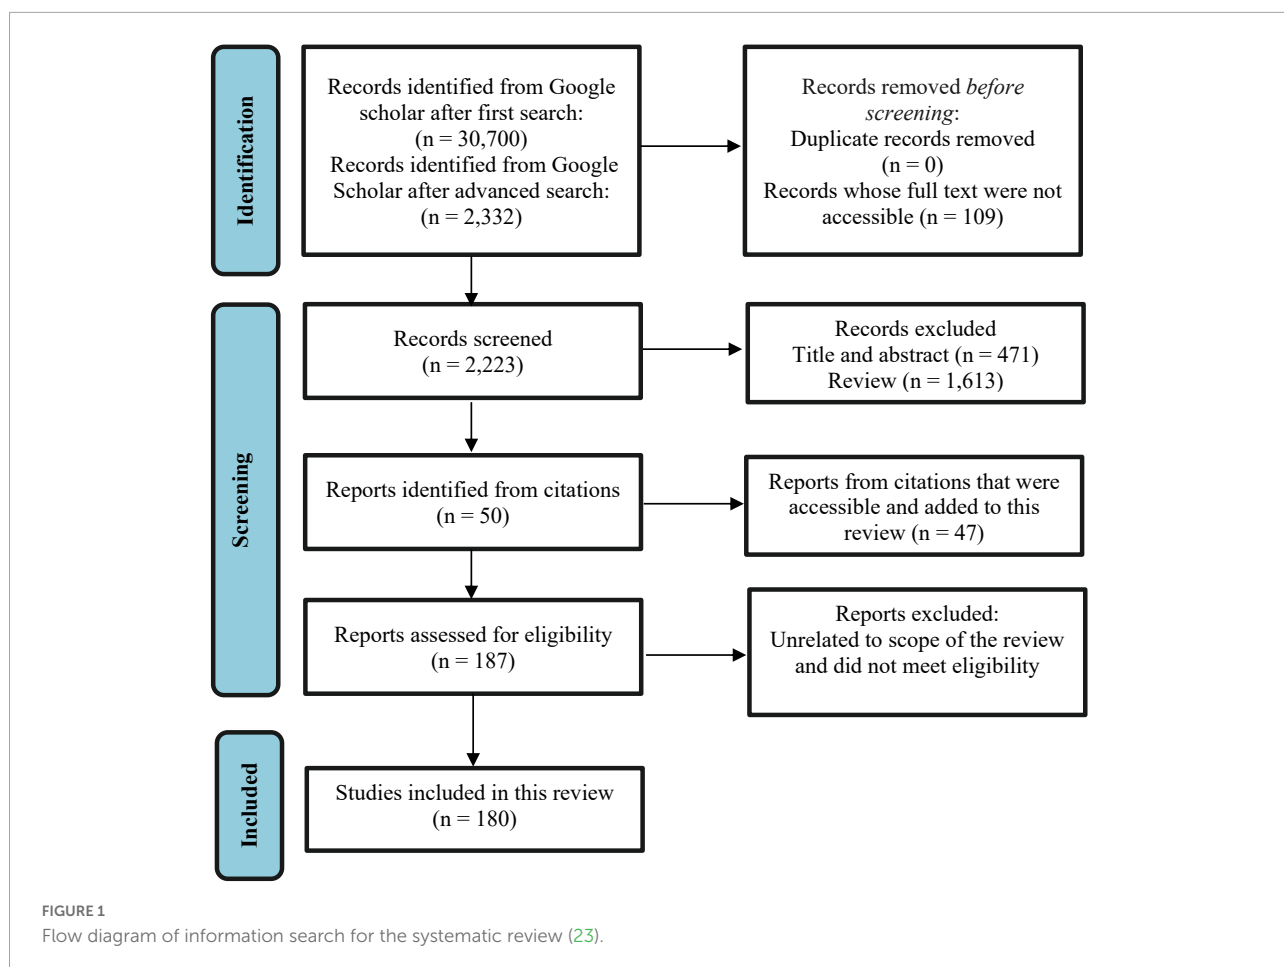 Identification
Records identified from Google
scholar after first search:
(n = 30,700)
Records identified from Google
Scholar after advanced search:
(n = 2,332)
Records removed before
screening:
Duplicate records removed
(n = 0)
Records whose full text were not
accessible (n = 109)
Screening
Records screened
(n = 2,223)
Records excluded
Title and abstract (n = 471)
Review (n = 1,613)
Reports identified from citations
(n = 50)
Reports from citations that were
accessible and added to this
review (n = 47)
Reports assessed for eligibility
(n = 187)
Reports excluded:
Unrelated to scope of the review
and did not meet eligibility
Included
Studies included in this review
(n = 180)
FIGURE 1
Flow diagram of information search for the systematic review (23).